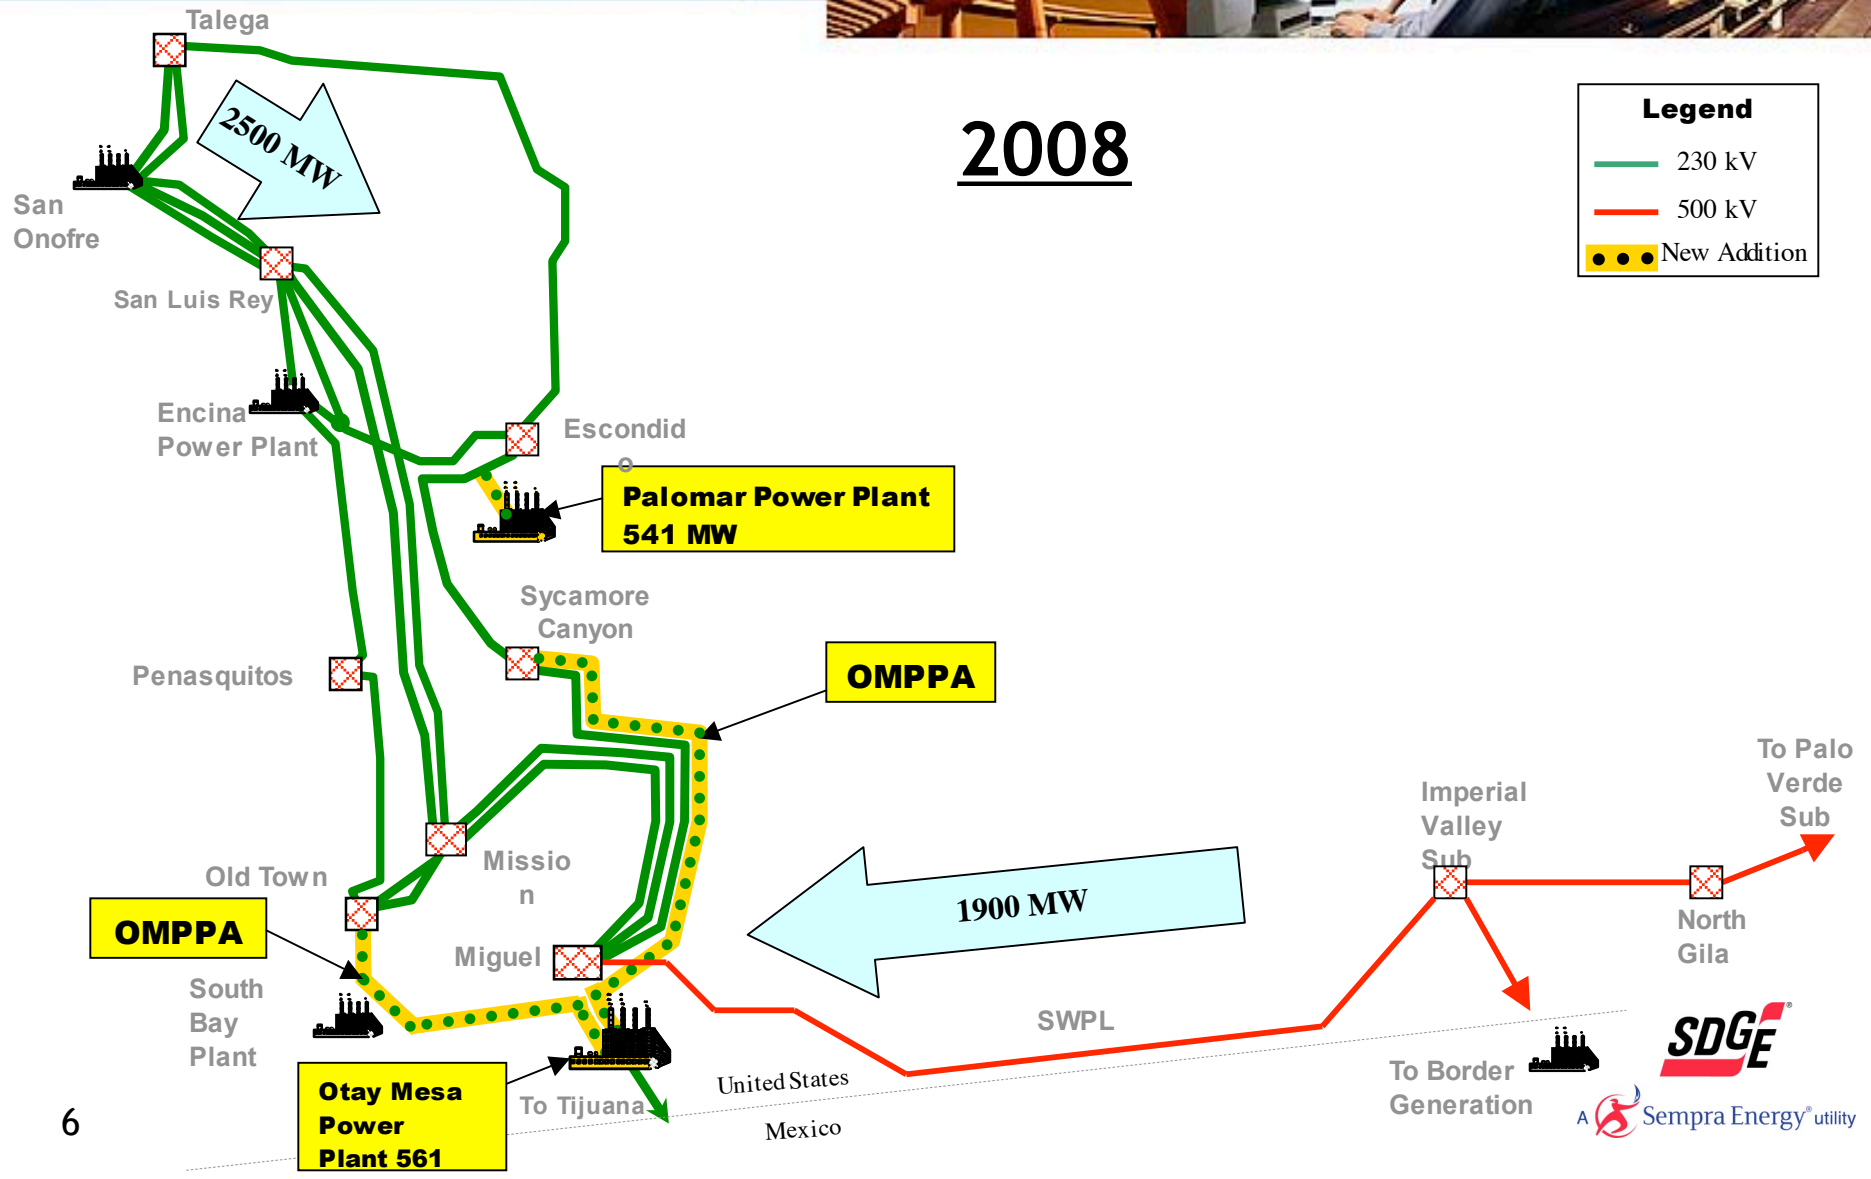 Talega
2500 MW
2008
Legend
230 kV
500 kV
New Addition
San
Onofre
San Luis Rey
Encina
Power Plant
Escondid
o
Palomar Power Plant
541 MW
Sycamore
Canyon
Penasquitos
OMPPA
To Palo
Verde
Sub
Imperial
Valley
Sub
Missio
n
Old Town
OMPPA
1900 MW
North
Gila
Miguel
South
Bay
Plant
SWPL
SDGE®
To Border
Generation
Otay Mesa
Power
Plant 561
To Tijuana
United States
Mexico
A Sempra Energy® utility
6